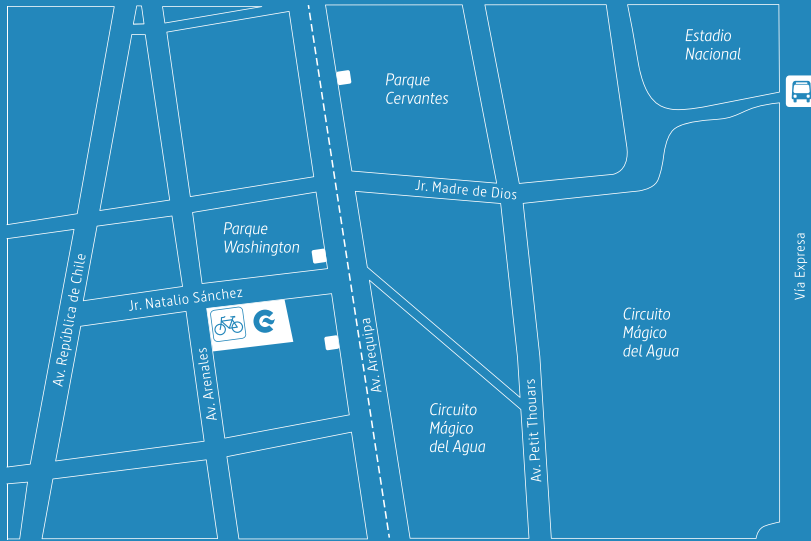 Estadio
Nacional
Parque
Cervantes
Jr. Madre de Dios
Parque
Washington
Vía Expresa
Av. República de Chile
Jr. Natalio Sánchez
Av. Arenales
Av. Arequipa
Circuito
Mágico
del Agua
Circuito
Mágico
del Agua
Av. Petit Thouars